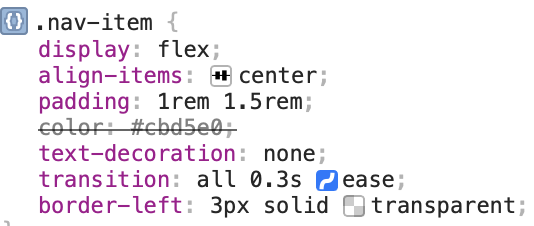 {} .nav-item {
display: flex;
align-items: center;
padding: 1rem 1.5rem;
color: #cbd5e0;
text-decoration: none;
transition: all 0.3s ease;
border-left: 3px solid transparent;
}